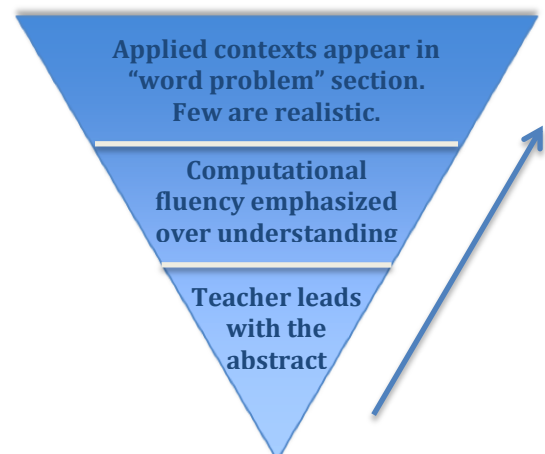 Applied contexts appear in
“word problem” section.
Few are realistic.
Computational
fluency emphasized
over understanding
Teacher leads
with the
abstract